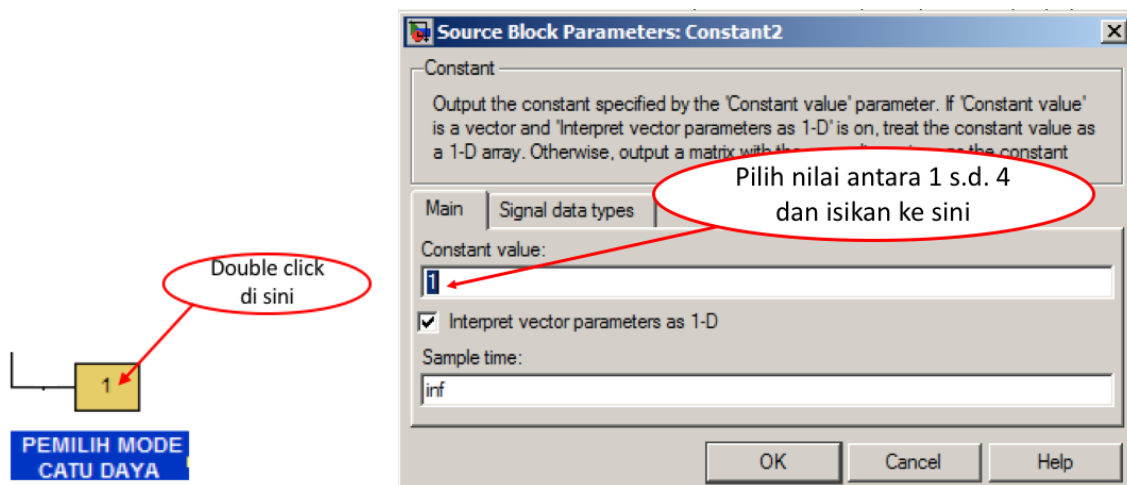 Double click
di sini
1
PEMILIH MODE
CATU DAYA
Source Block Parameters: Constant2
Constant
Output the constant specified by the 'Constant value' parameter. If 'Constant value'
is a vector and 'Interpret vector parameters as 1-D' is on, treat the constant value as
a 1-D array. Otherwise, output a matrix with the constant
Pilih nilai antara 1 s.d. 4
dan isikan ke sini
Main
Signal data types
Constant value:
1
Interpret vector parameters as 1-D
Sample time:
inf
OK
Cancel
Help